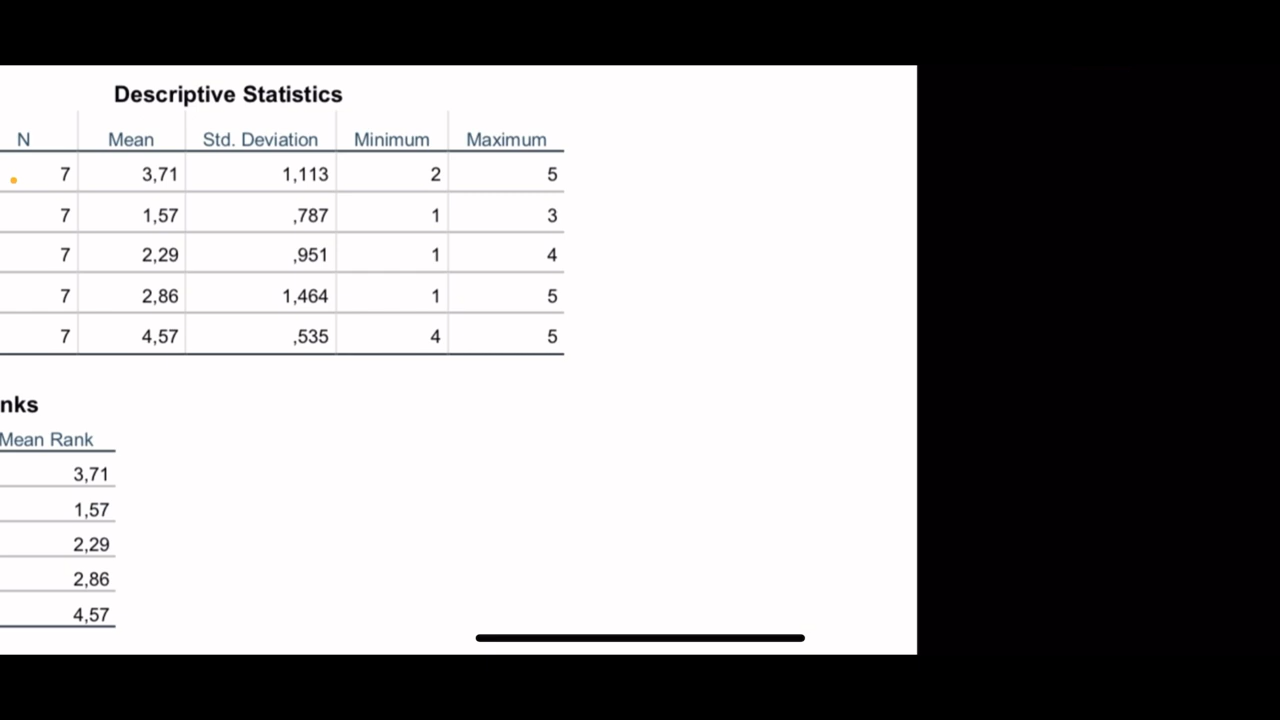 Descriptive Statistics
N Mean Std. Deviation Minimum Maximum
7 3,71 1,113 2 5
7 1,57 ,787 1 3
7 2,29 ,951 1 4
7 2,86 1,464 1 5
7 4,57 ,535 4 5
nks
Mean Rank
3,71
1,57
2,29
2,86
4,57